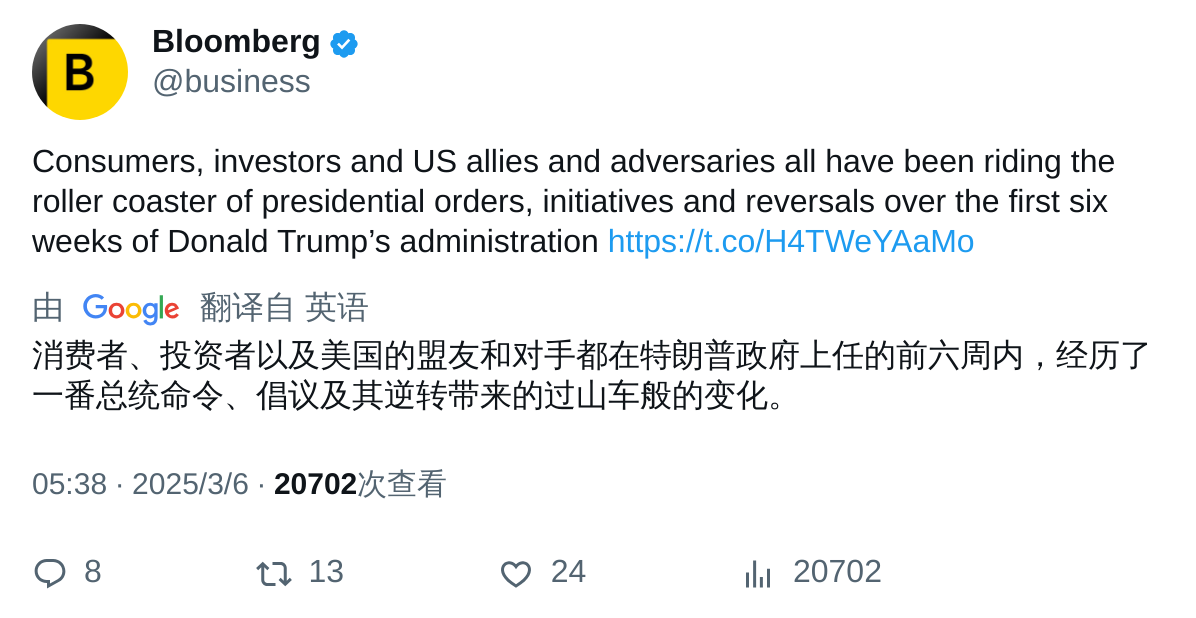 B
Bloomberg
@business
Consumers, investors and US allies and adversaries all have been riding the
roller coaster of presidential orders, initiatives and reversals over the first six
weeks of Donald Trump’s administration https://t.co/H4TWeYAaMo
由 Google 翻译自 英语
消费者、投资者以及美国的盟友和对手都在特朗普政府上任的前六周内，经历了
一番总统命令、倡议及其逆转带来的过山车般的变化。
05:38 · 2025/3/6 · 20702次查看
8 13 24 20702